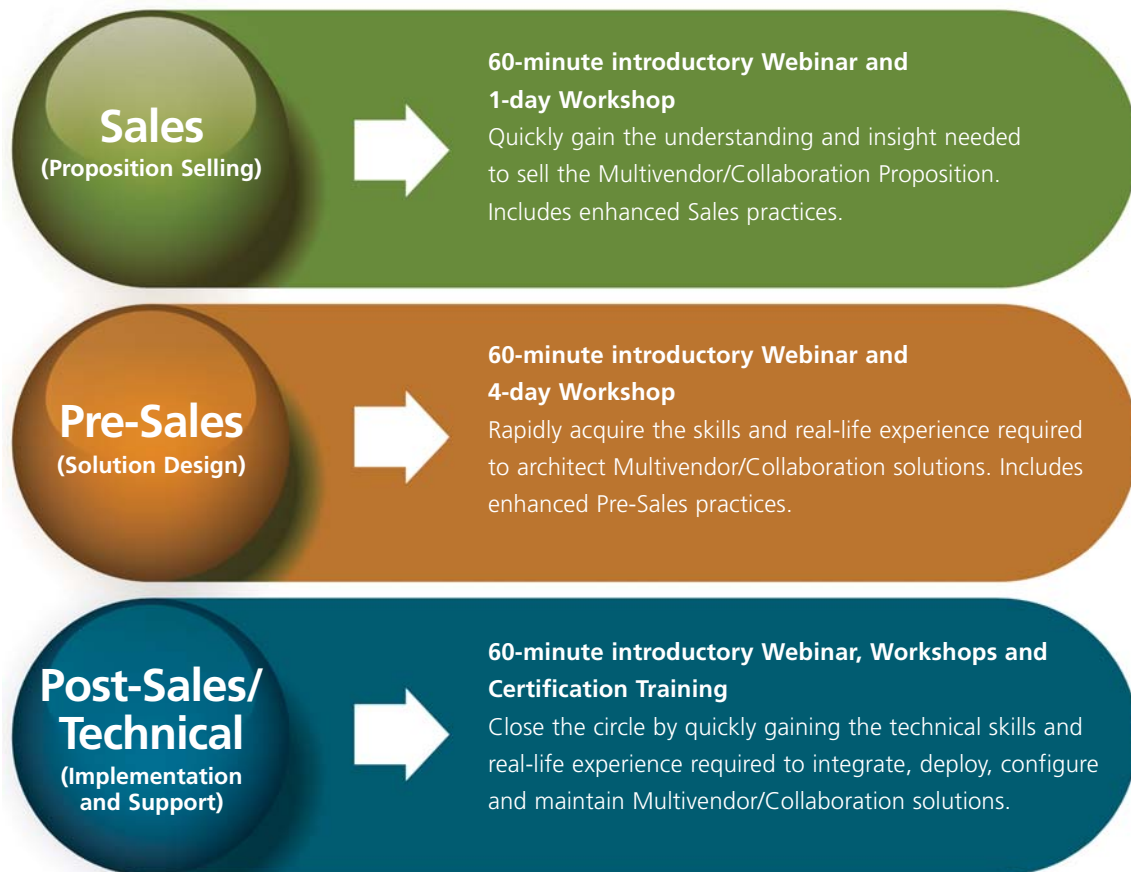 Sales
(Proposition Selling)
60-minute introductory Webinar and
1-day Workshop
Quickly gain the understanding and insight needed
to sell the Multivendor/Collaboration Proposition.
Includes enhanced Sales practices.
Pre-Sales
(Solution Design)
60-minute introductory Webinar and
4-day Workshop
Rapidly acquire the skills and real-life experience required
to architect Multivendor/Collaboration solutions. Includes
enhanced Pre-Sales practices.
Post-Sales/
Technical
(Implementation
and Support)
60-minute introductory Webinar, Workshops and
Certification Training
Close the circle by quickly gaining the technical skills and
real-life experience required to integrate, deploy, configure
and maintain Multivendor/Collaboration solutions.